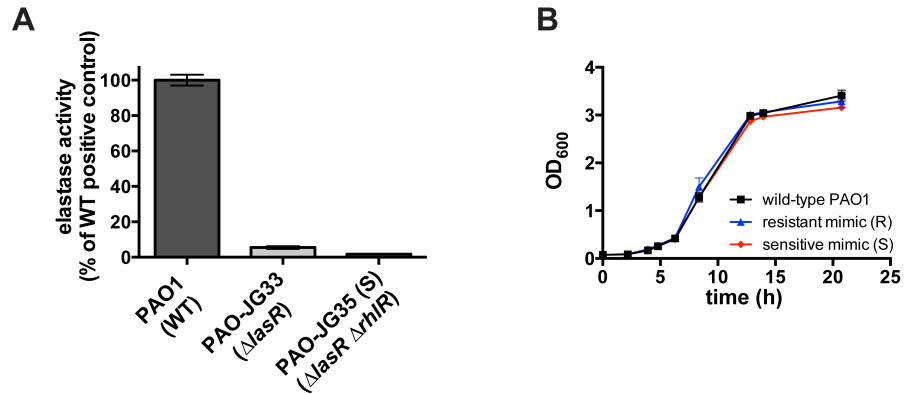 A
elastase activity
(% of WT positive control)
100
80
60
40
20
0
PAO1
(WT)
PAO-JG33
(ΔlasR)
PAO-JG35 (S)
(ΔlasR ΔrhlR)
B
OD600
4
3
2
1
0
wild-type PAO1
resistant mimic (R)
sensitive mimic (S)
0 5 10 15 20 25
time (h)